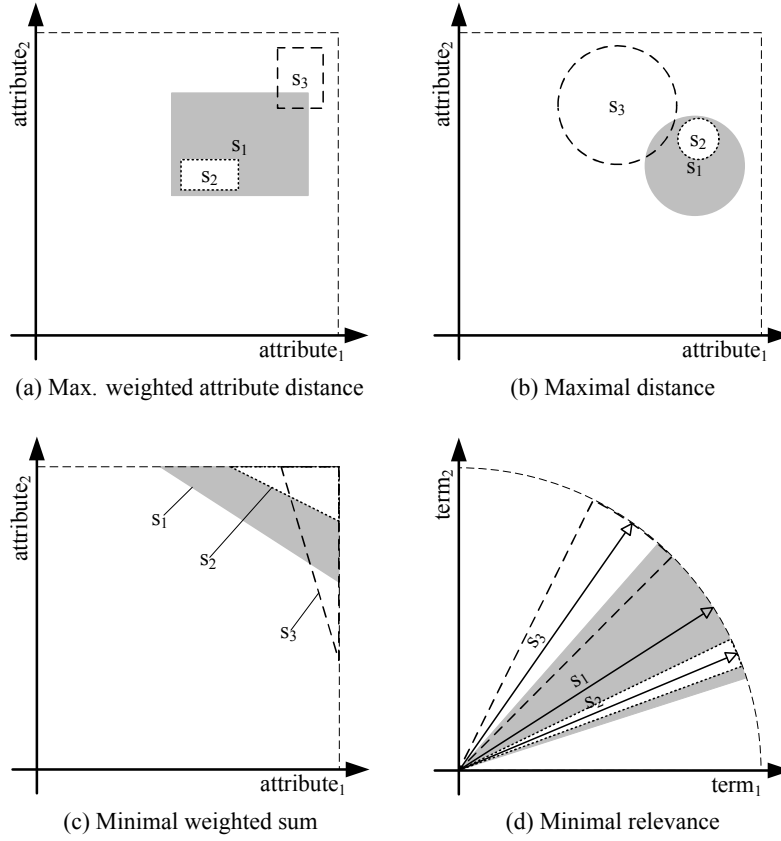 attribute₂
s₃
s₁
s₂
attribute₁
(a) Max. weighted attribute distance
attribute₂
s₃
s₂
s₁
attribute₁
(b) Maximal distance
attribute₂
s₁
s₂
s₃
attribute₁
(c) Minimal weighted sum
term₂
s₃
s₁
s₂
term₁
(d) Minimal relevance